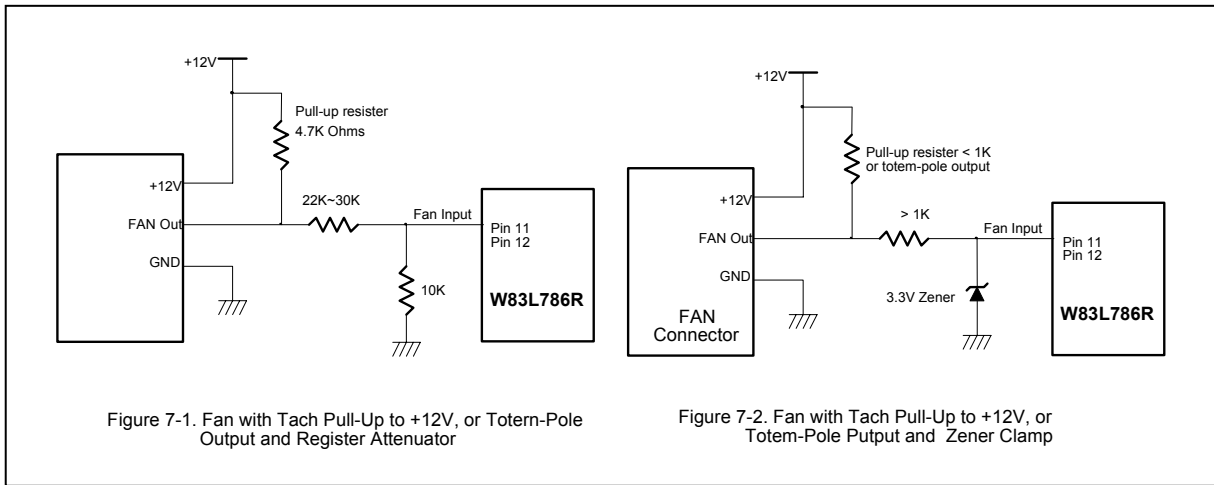 +12V
Pull-up resister
4.7K Ohms
+12V
22K~30K
FAN Out
Fan Input
Pin 11
Pin 12
GND
10K
W83L786R
Figure 7-1. Fan with Tach Pull-Up to +12V, or Totern-Pole
Output and Register Attenuator
+12V
Pull-up resister < 1K
or totem-pole output
+12V
> 1K
FAN Out
Fan Input
Pin 11
Pin 12
GND
3.3V Zener
FAN
Connector
W83L786R
Figure 7-2. Fan with Tach Pull-Up to +12V, or
Totem-Pole Putput and Zener Clamp